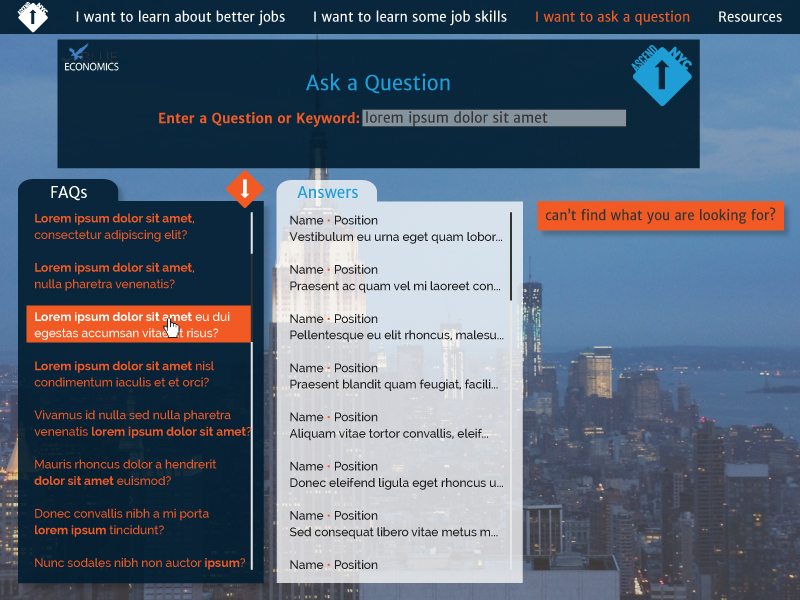 I want to learn about better jobs
I want to learn some job skills
I want to ask a question
Resources
ECONOMICS
ASCEND NYC
Ask a Question
Enter a Question or Keyword: lorem ipsum dolor sit amet
FAQs
Lorem ipsum dolor sit amet,
consectetur adipiscing elit?
Lorem ipsum dolor sit amet,
nulla pharetra venenatis?
Lorem ipsum dolor sit amet eu dui
egestas accumsan vitae et risus?
Lorem ipsum dolor sit amet nisl
condimentum iaculis et et orci?
Vivamus id nulla sed nulla pharetra
venenatis lorem ipsum dolor sit amet?
Mauris rhoncus dolor a hendrerit
dolor sit amet euismod?
Donec convallis nibh a mi porta
lorem ipsum tincidunt?
Nunc sodales nibh non auctor ipsum?
Answers
Name • Position
Vestibulum eu urna eget quam lobor...
Name • Position
Praesent ac quam vel mi laoreet con...
Name • Position
Pellentesque eu elit rhoncus, malesu...
Name • Position
Praesent blandit quam feugiat, facili...
Name • Position
Aliquam vitae tortor convallis, eleif...
Name • Position
Donec eleifend ligula eget rhoncus u...
Name • Position
Sed consequat libero vitae metus m...
Name • Position
can't find what you are looking for?